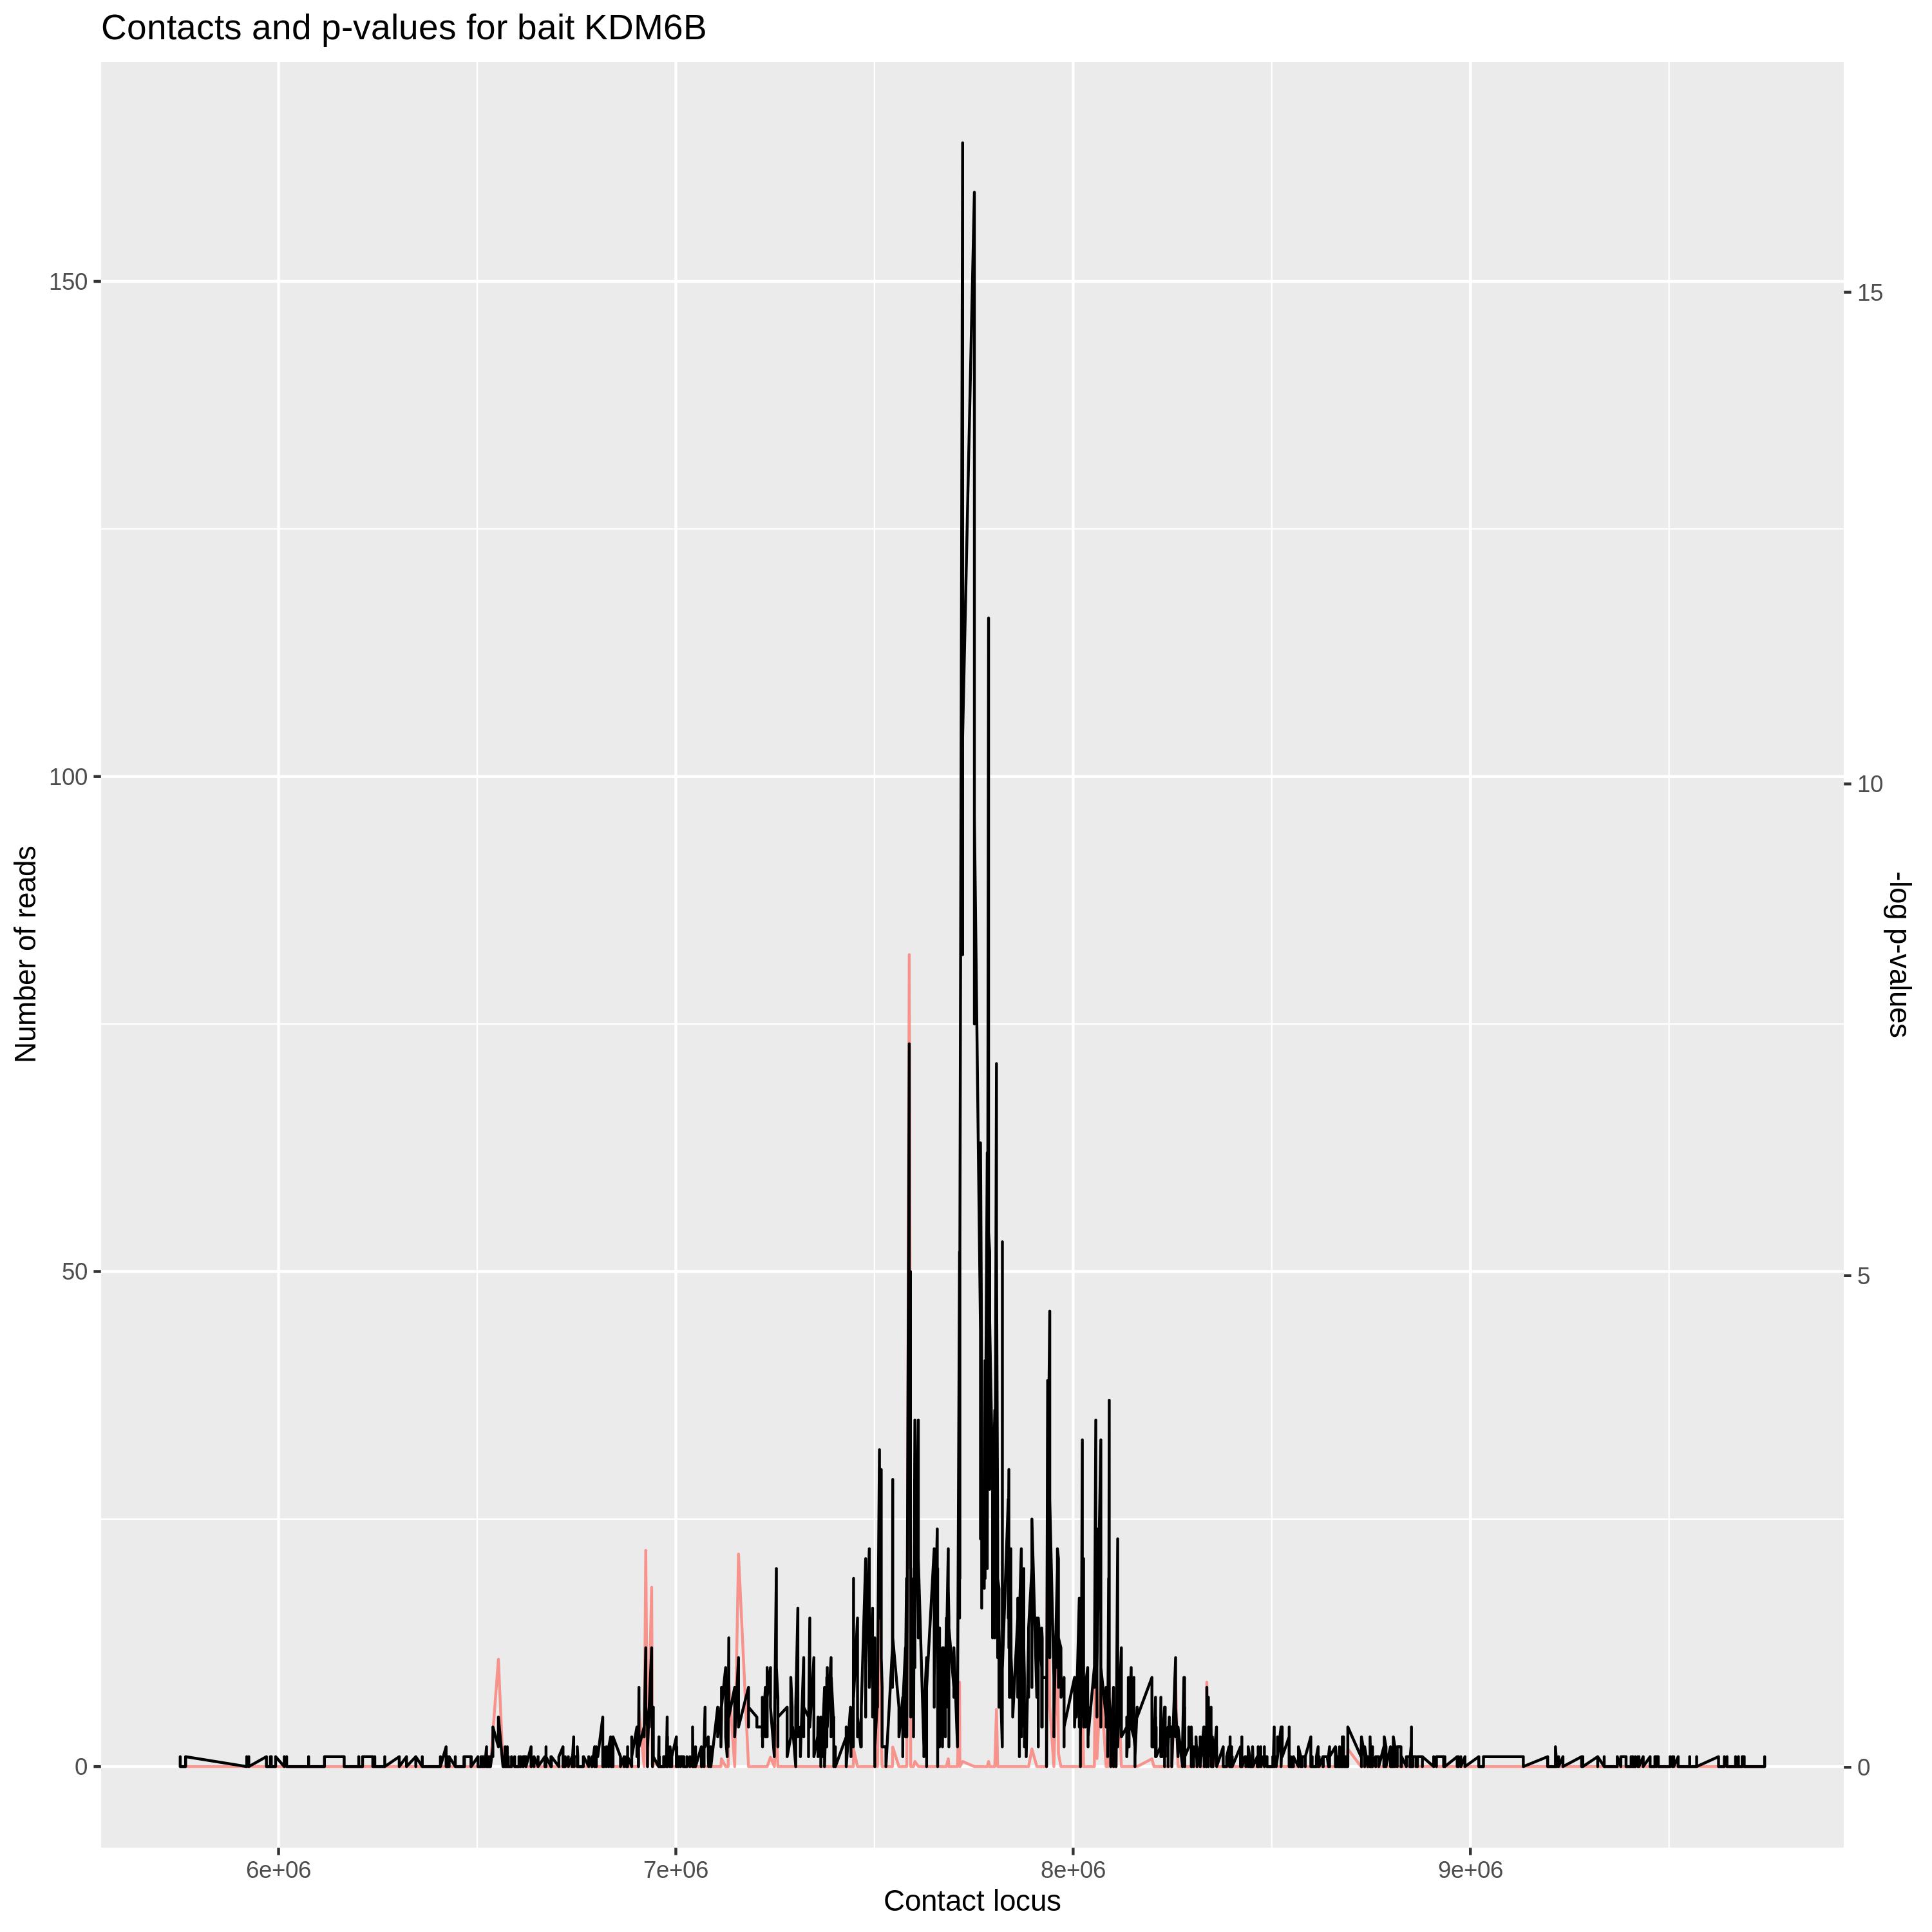 Contacts and p-values for bait KDM6B
150
100
50
0
Number of reads
15
10
5
0
-log p-values
6e+06 7e+06 8e+06 9e+06
Contact locus